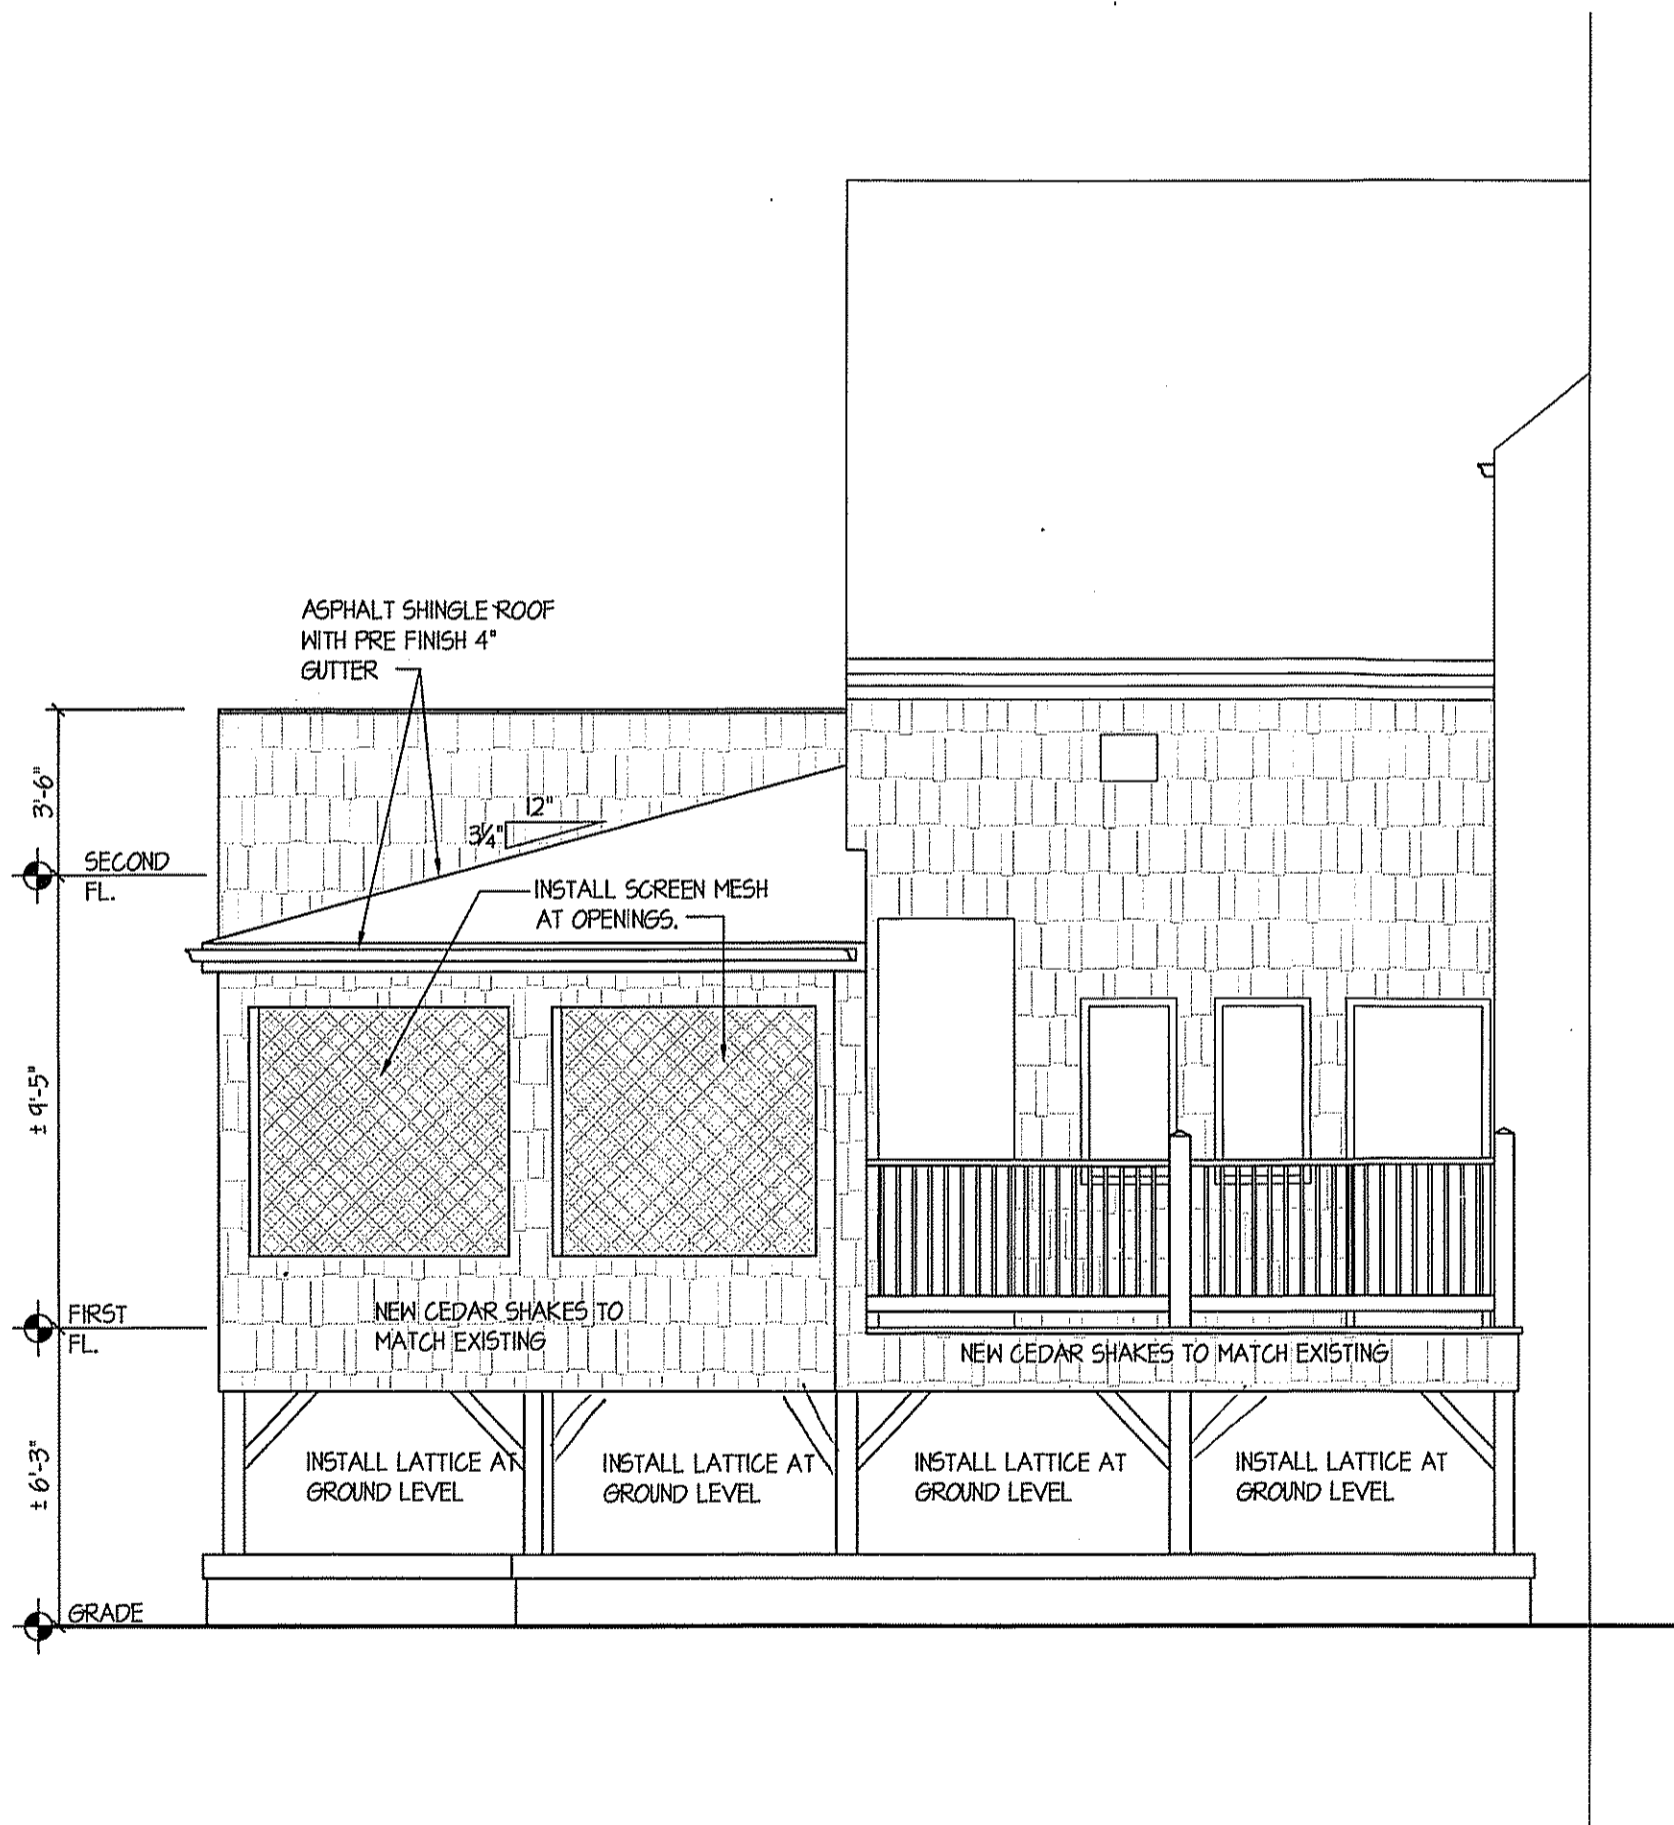 ASPHALT SHINGLE ROOF
WITH PRE FINISH 4"
GUTTER
3'-6"
12"
3 1/4"
SECOND
FL.
INSTALL SCREEN MESH
AT OPENINGS.
± 9'-5"
FIRST
FL.
NEW CEDAR SHAKES TO
MATCH EXISTING
NEW CEDAR SHAKES TO MATCH EXISTING
± 6'-3"
INSTALL LATTICE AT
GROUND LEVEL
INSTALL LATTICE AT
GROUND LEVEL
INSTALL LATTICE AT
GROUND LEVEL
INSTALL LATTICE AT
GROUND LEVEL
GRADE